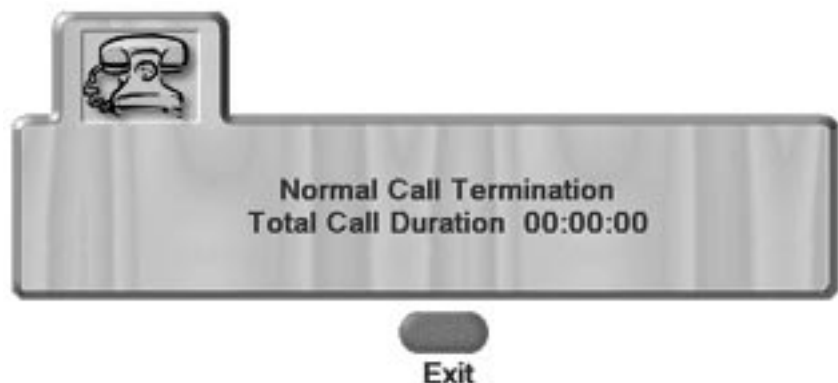 Normal Call Termination
Total Call Duration 00:00:00
Exit